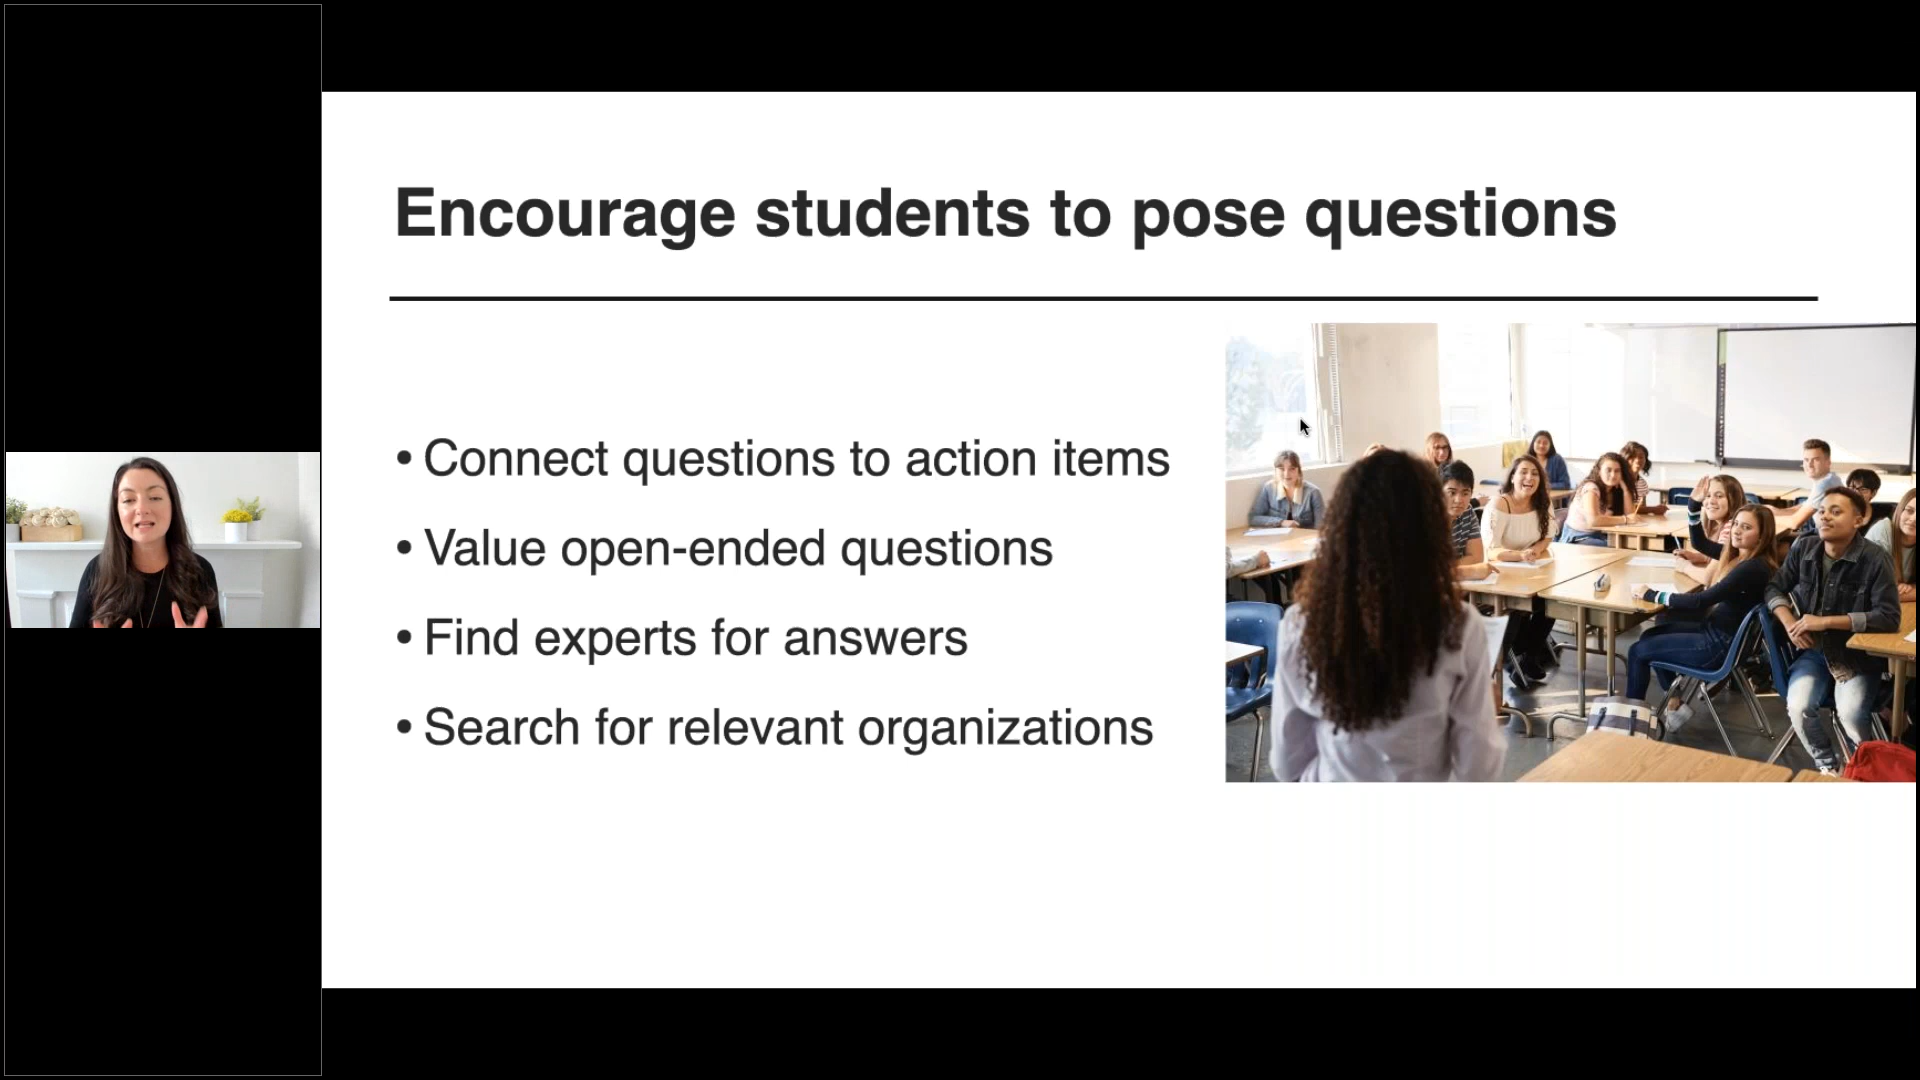 Encourage students to pose questions
• Connect questions to action items
• Value open-ended questions
• Find experts for answers
• Search for relevant organizations